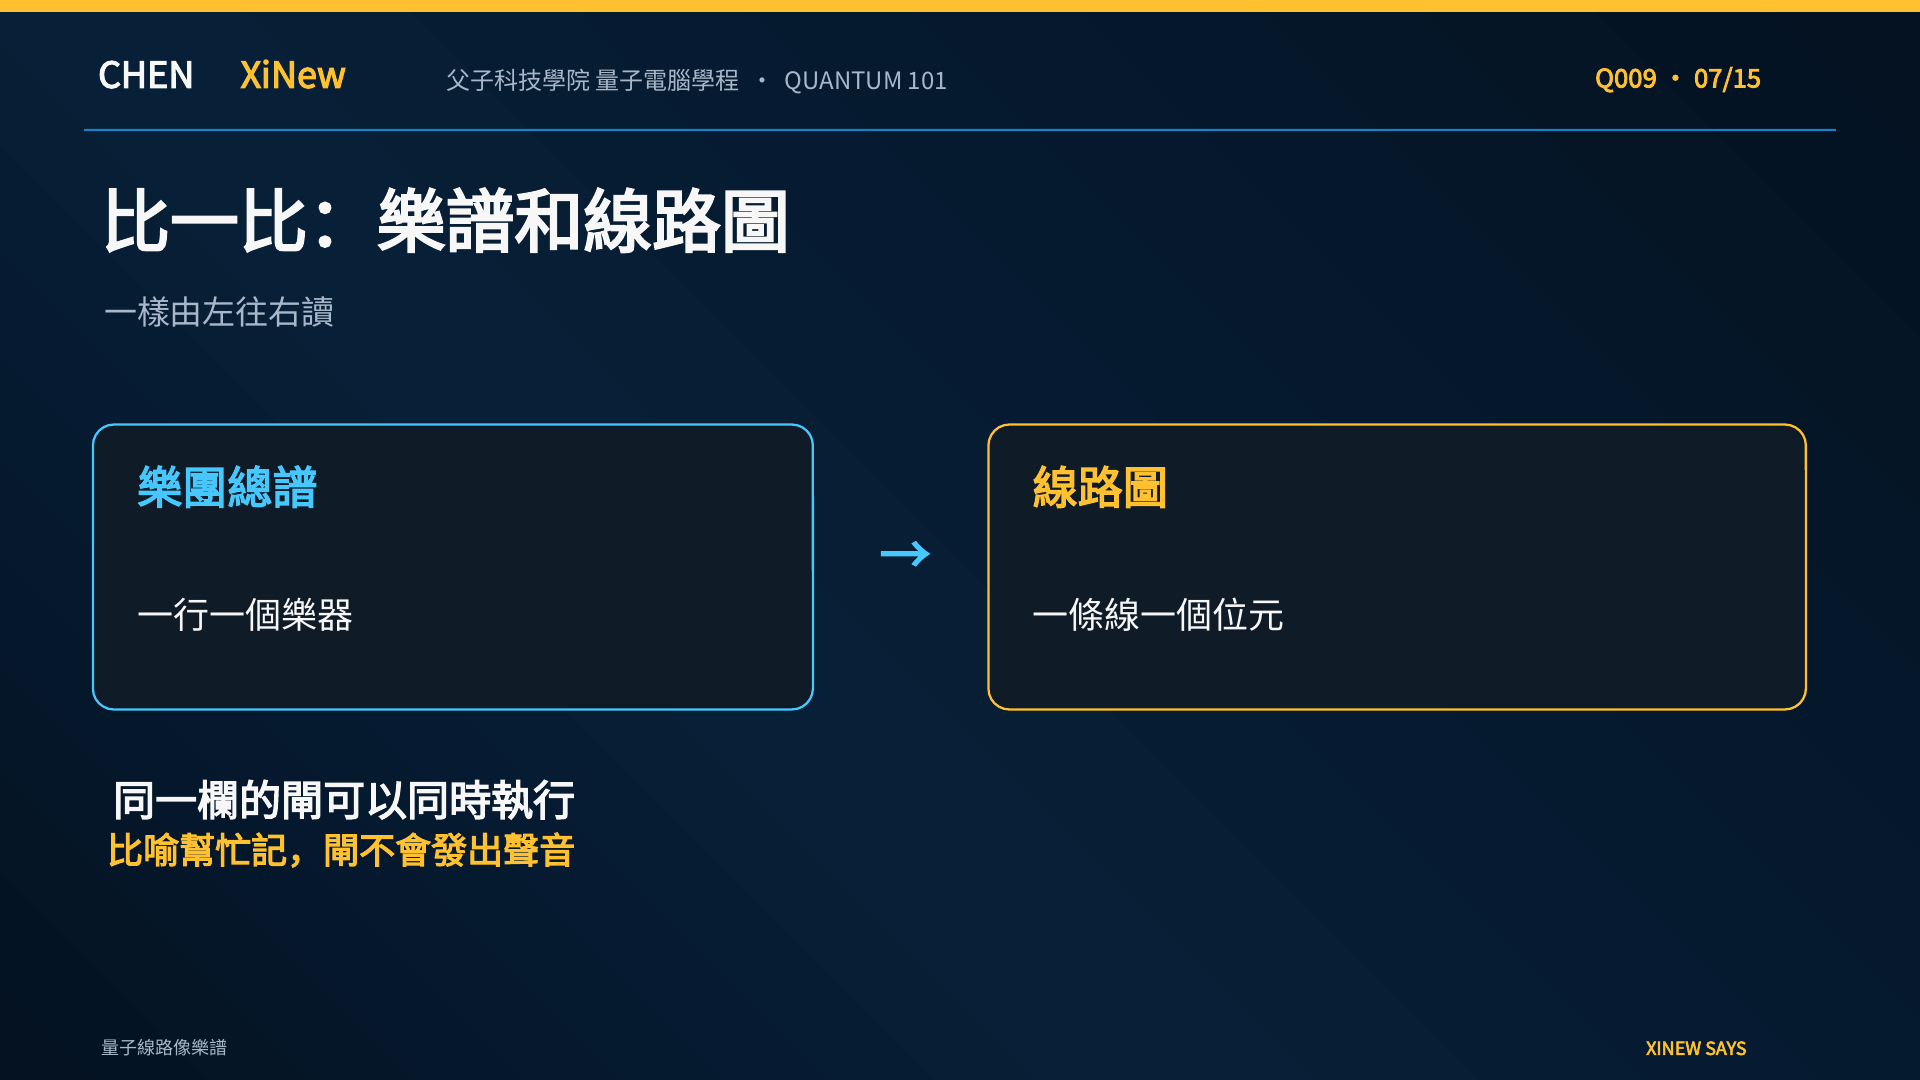 CHEN XiNew 父子科技學院 量子電腦學程 · QUANTUM 101 Q009 · 07/15
比一比：樂譜和線路圖
一樣由左往右讀
樂團總譜
一行一個樂器
→
線路圖
一條線一個位元
同一欄的閘可以同時執行
比喻幫忙記，閘不會發出聲音
量子線路像樂譜
XINEW SAYS